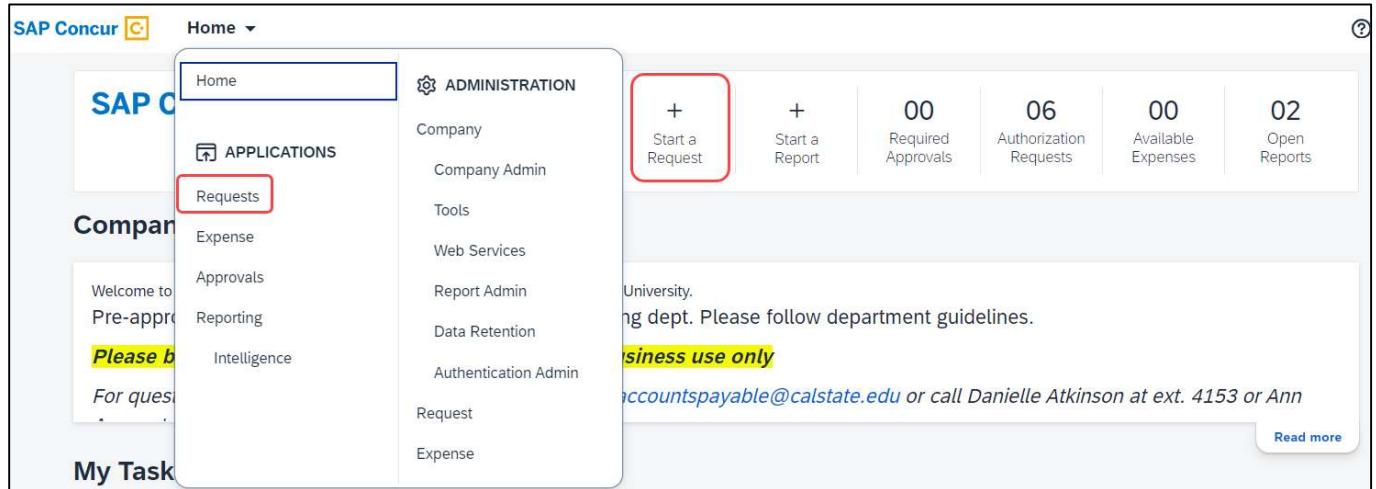 SAP Concur C Home
Home
APPLICATIONS
Requests
Expense
Approvals
Reporting
Intelligence
ADMINISTRATION
Company
Company Admin
Tools
Web Services
Report Admin
Data Retention
Authentication Admin
Request
Expense
SAP C
+
Start a
Request
+
Start a
Report
00
Required
Approvals
06
Authorization
Requests
00
Available
Expenses
02
Open
Reports
Compan
Welcome to University.
Pre-appro ng dept. Please follow department guidelines.
Please b usiness use only
For quest accountspayable@calstate.edu or call Danielle Atkinson at ext. 4153 or Ann
Read more
My Task